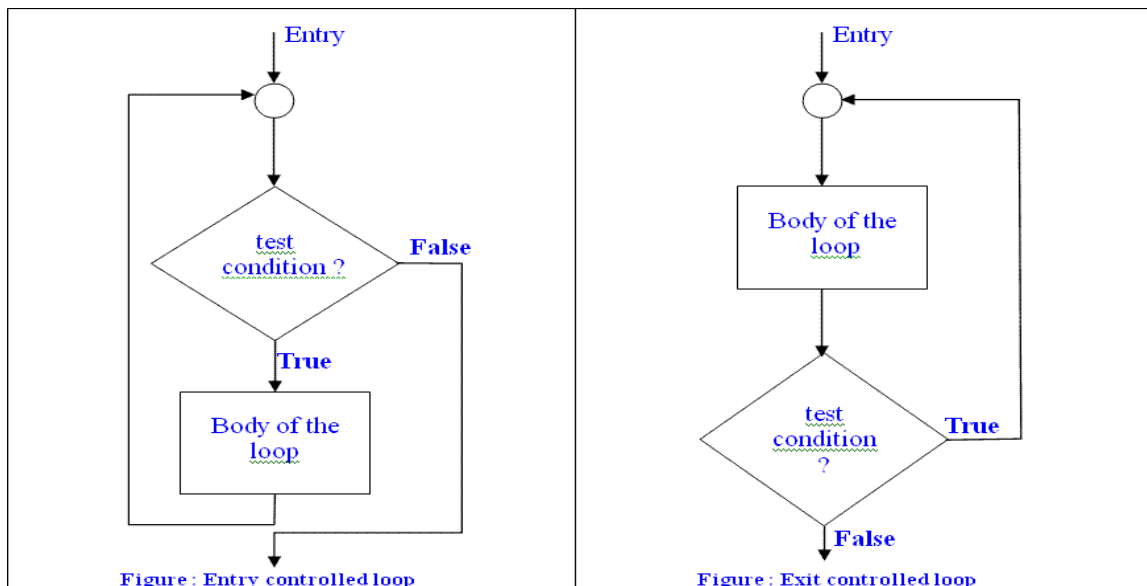 Entry
test
condition ?
False
True
Body of the
loop
Figure : Entry controlled loop
Entry
Body of the
loop
test
condition
?
True
False
Figure : Exit controlled loop